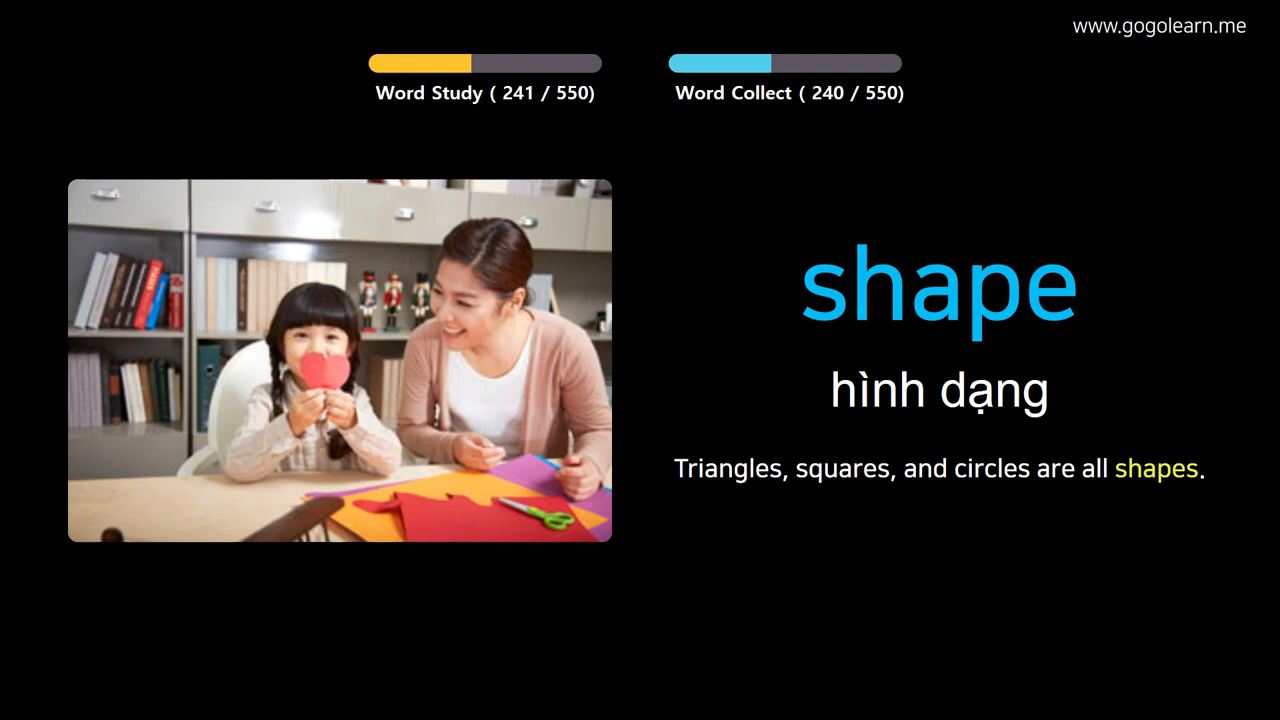 www.gogolearn.me
Word Study ( 241 / 550)
Word Collect ( 240 / 550)
shape
hình dạng
Triangles, squares, and circles are all shapes.